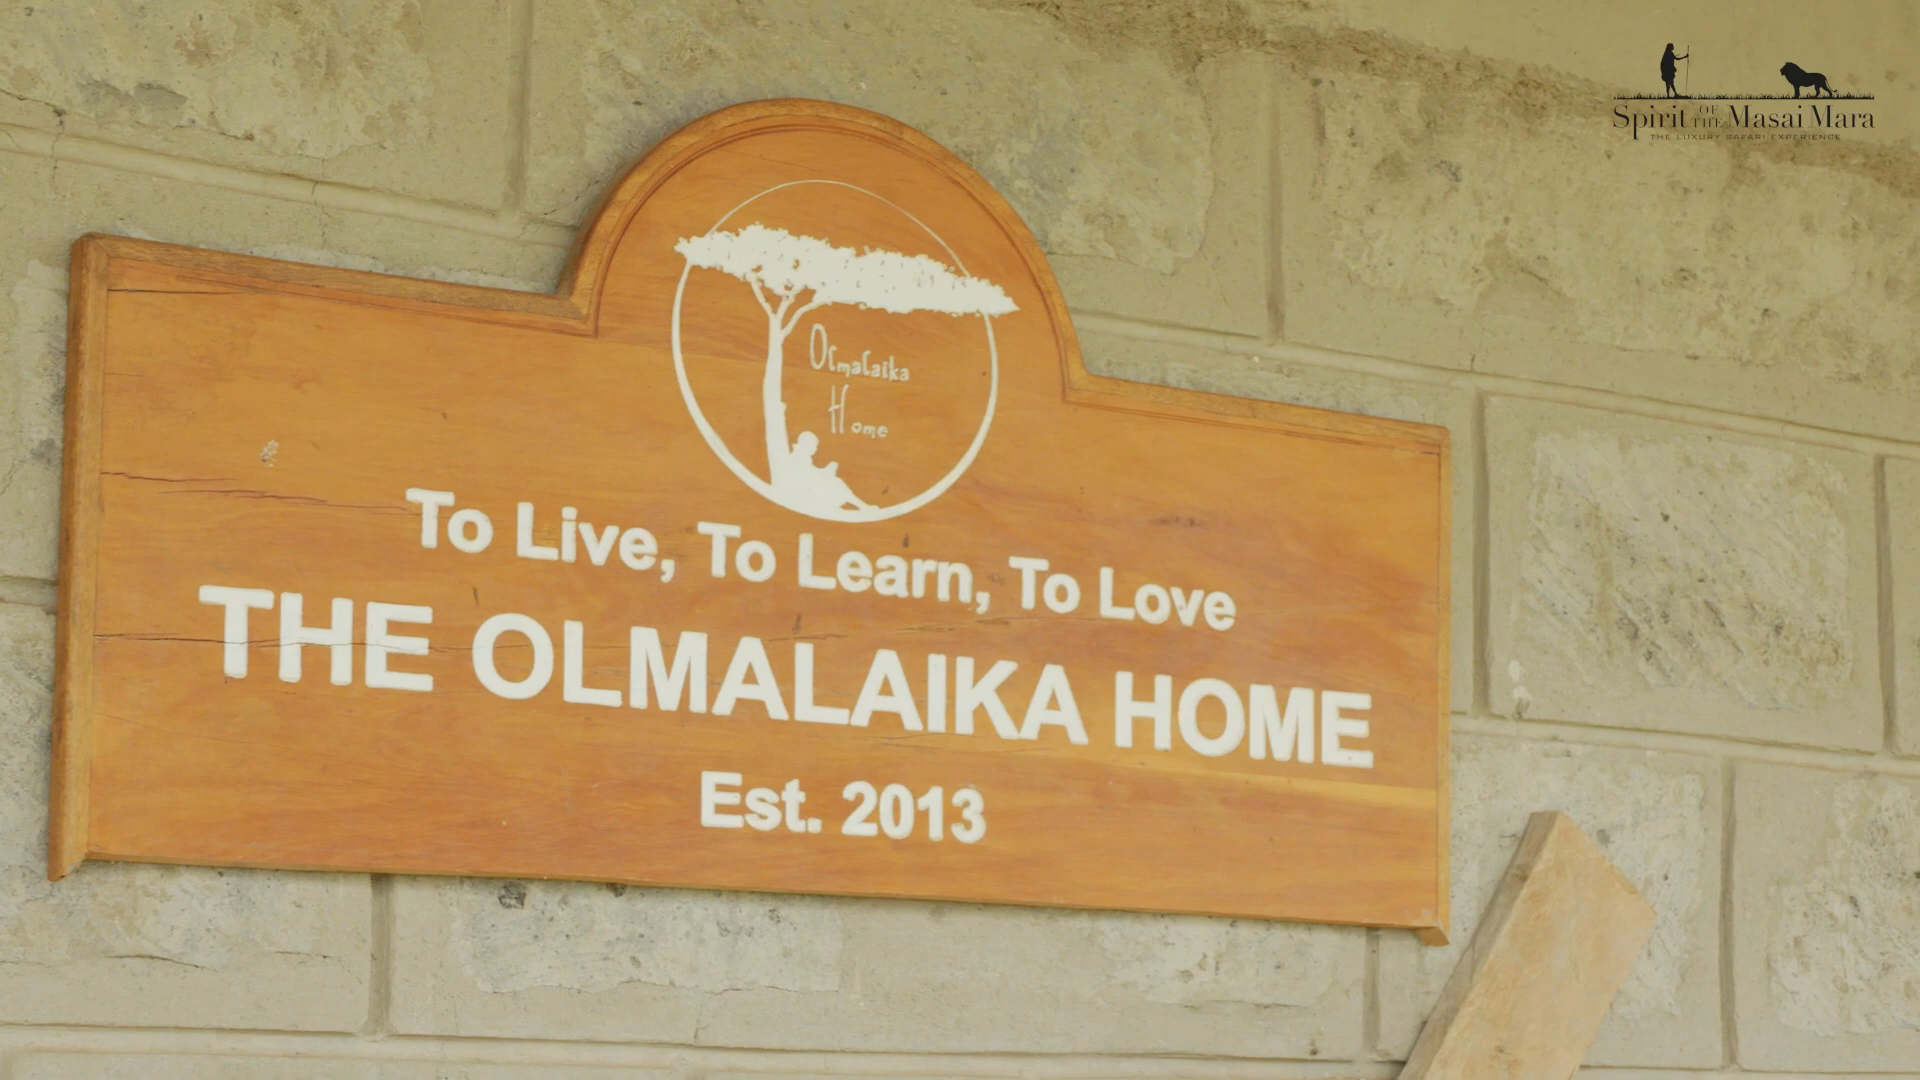 Spirit OF THE Masai Mara
THE LUXURY SAFARI EXPERIENCE
Olmalaika
Home
To Live, To Learn, To Love
THE OLMALAIKA HOME
Est. 2013